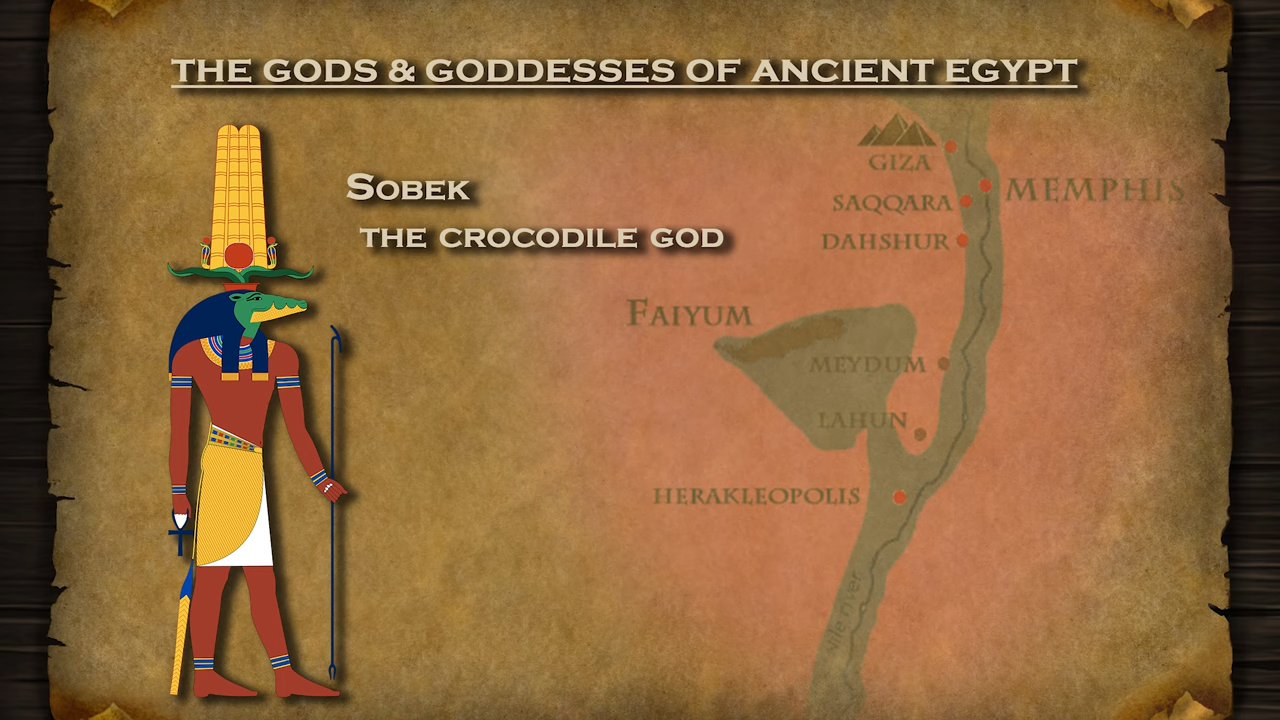 THE GODS & GODDESSES OF ANCIENT EGYPT
SOBEK
THE CROCODILE GOD
GIZA
SAQQARA
MEMPHIS
DAHSHUR
FAIYUM
MEYDUM
LAHUN
HERAKLEOPOLIS
Nile river